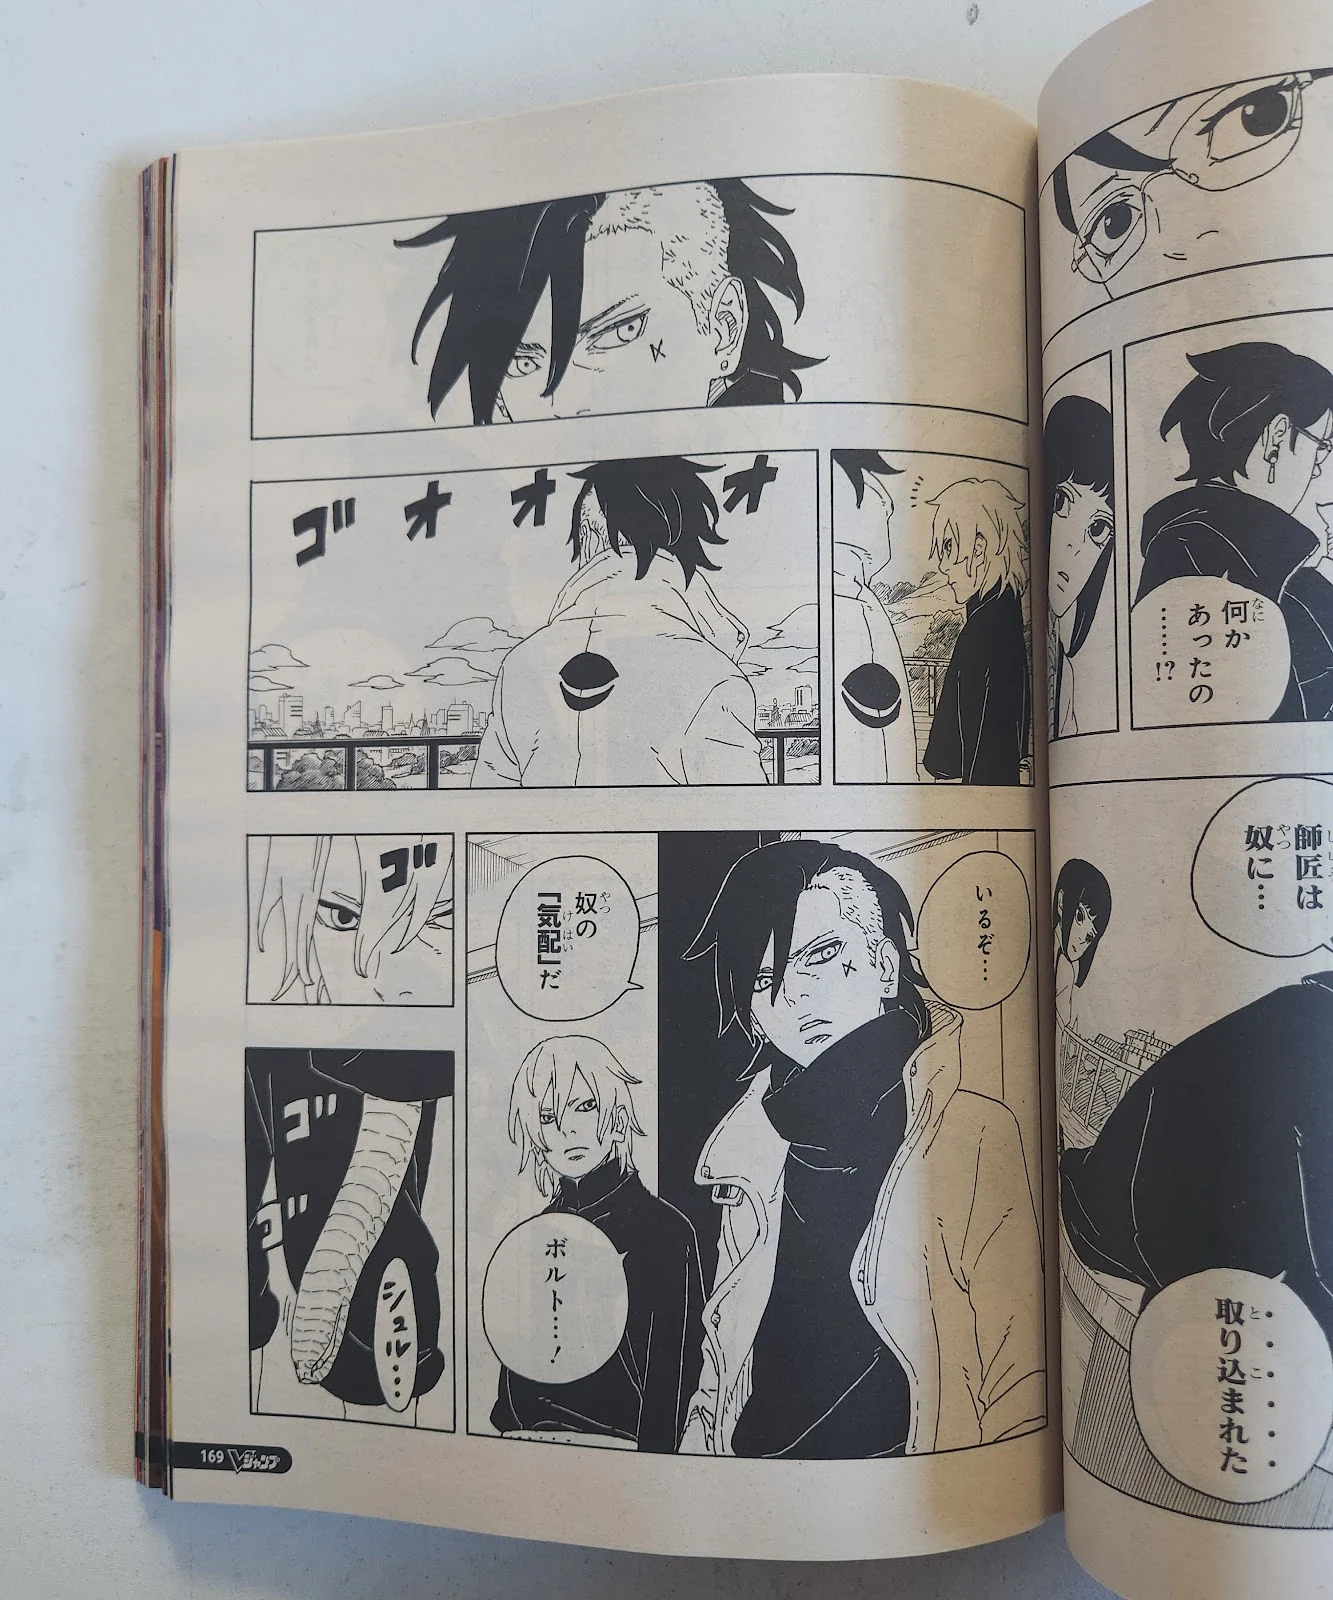 何か
あったの
……!?
師匠は
奴に…
取り込まれた
ゴオオオ
いるぞ…
奴の
「気配」だ
ボルト…!
ゴ
ゴ
ゴ
シュル…
169 Vジャンプ